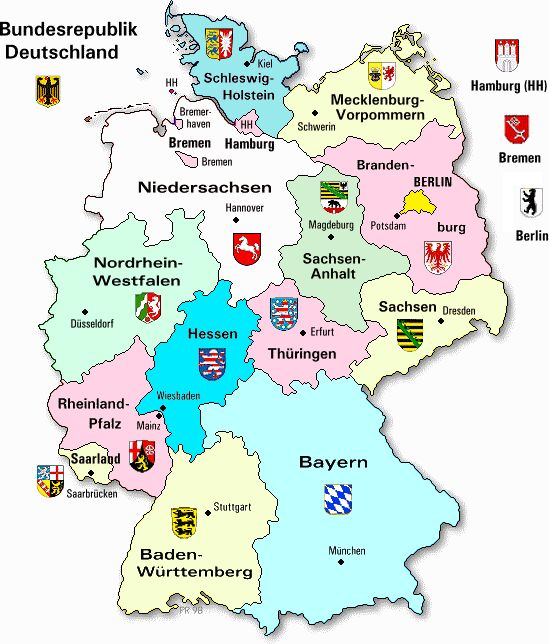 Bundesrepublik
Deutschland
Kiel
Schleswig-
Holstein
HH
Mecklenburg-
Vorpommern
Schwerin
Hamburg (HH)
Bremer-
haven
Bremen
HH
Hamburg
Bremen
Bremen
Berlin
Niedersachsen
Hannover
Branden-
burg
BERLIN
Potsdam
Magdeburg
Sachsen-
Anhalt
Nordrhein-
Westfalen
Düsseldorf
Hessen
Wiesbaden
Erfurt
Thüringen
Sachsen
Dresden
Rheinland-
Pfalz
Mainz
Saarland
Saarbrücken
Bayern
München
Stuttgart
Baden-
Württemberg
PR 98